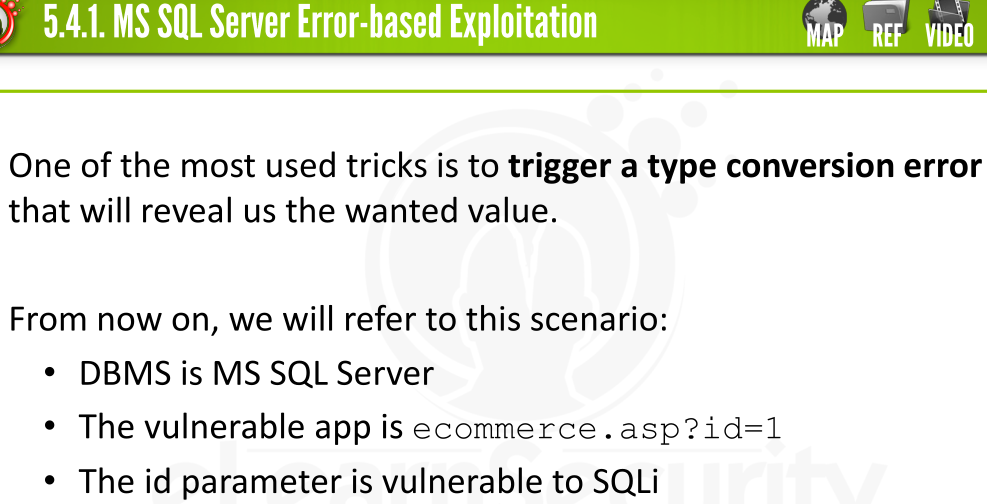 5.4.1. MS SQL Server Error-based Exploitation
MAP REF VIDEO
One of the most used tricks is to trigger a type conversion error
that will reveal us the wanted value.
From now on, we will refer to this scenario:
• DBMS is MS SQL Server
• The vulnerable app is ecommerce.asp?id=1
• The id parameter is vulnerable to SQLi